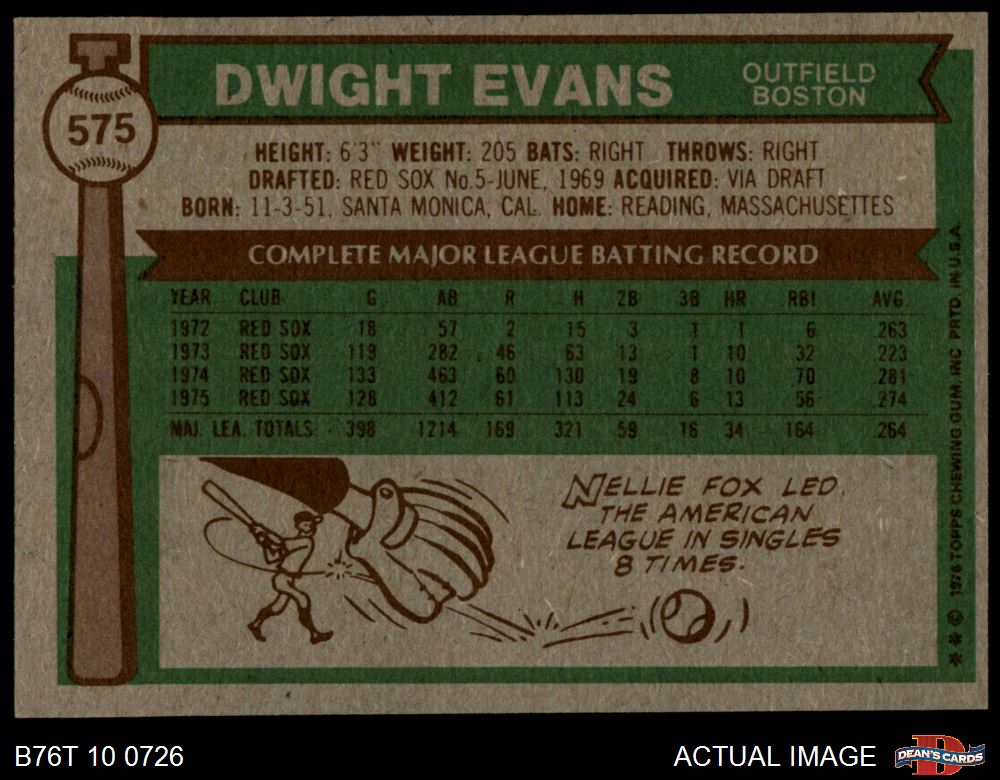 575
DWIGHT EVANS
OUTFIELD
BOSTON
HEIGHT: 6'3" WEIGHT: 205 BATS: RIGHT THROWS: RIGHT
DRAFTED: RED SOX No.5-JUNE, 1969 ACQUIRED: VIA DRAFT
BORN: 11-3-51, SANTA MONICA, CAL. HOME: READING, MASSACHUSETTES
COMPLETE MAJOR LEAGUE BATTING RECORD
YEAR CLUB G AB R H 2B 3B HR RBI AVG.
1972 RED SOX 18 57 2 15 3 1 1 6 .263
1973 RED SOX 119 282 46 63 13 1 10 32 .223
1974 RED SOX 133 463 60 130 19 8 10 70 .281
1975 RED SOX 128 412 61 113 24 6 13 56 .274
MAJ. LEA. TOTALS: 398 1214 169 321 59 16 34 164 .264
NELLIE FOX LED
THE AMERICAN
LEAGUE IN SINGLES
8 TIMES.
* * © 1976 TOPPS CHEWING GUM, INC PRTD. IN U.S.A.
B76T 10 0726
ACTUAL IMAGE
DEAN'S CARDS